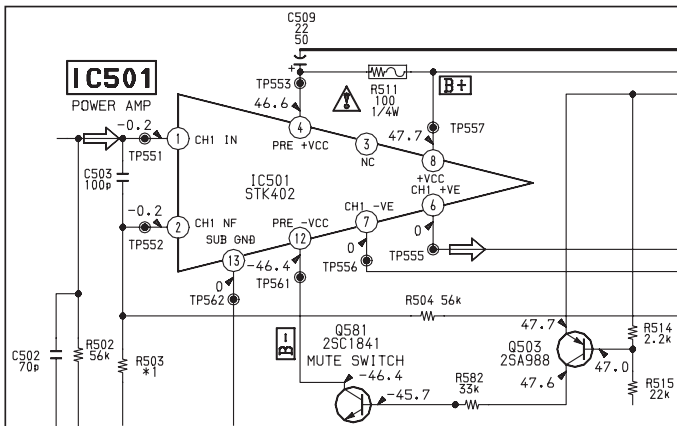 C509
22
50
+
IC501
POWER AMP
TP553
R511
100
1/4W
B+
46.6
-0.2
TP551
1
CH1 IN
4
PRE +VCC
3
NC
47.7
TP557
8
+VCC
C503
100p
IC501
STK402
CH1 +VE
6
-0.2
TP552
2
CH1 NF
SUB GND
13
PRE -VCC
12
CH1 -VE
7
0
TP555
0
TP562
-46.4
TP561
0
TP556
R504 56k
B-
Q581
2SC1841
MUTE SWITCH
47.7
Q503
2SA988
R514
2.2k
C502
70p
R502
56k
R503
*1
-46.4
-45.7
R582
33k
47.6
47.0
R515
22k